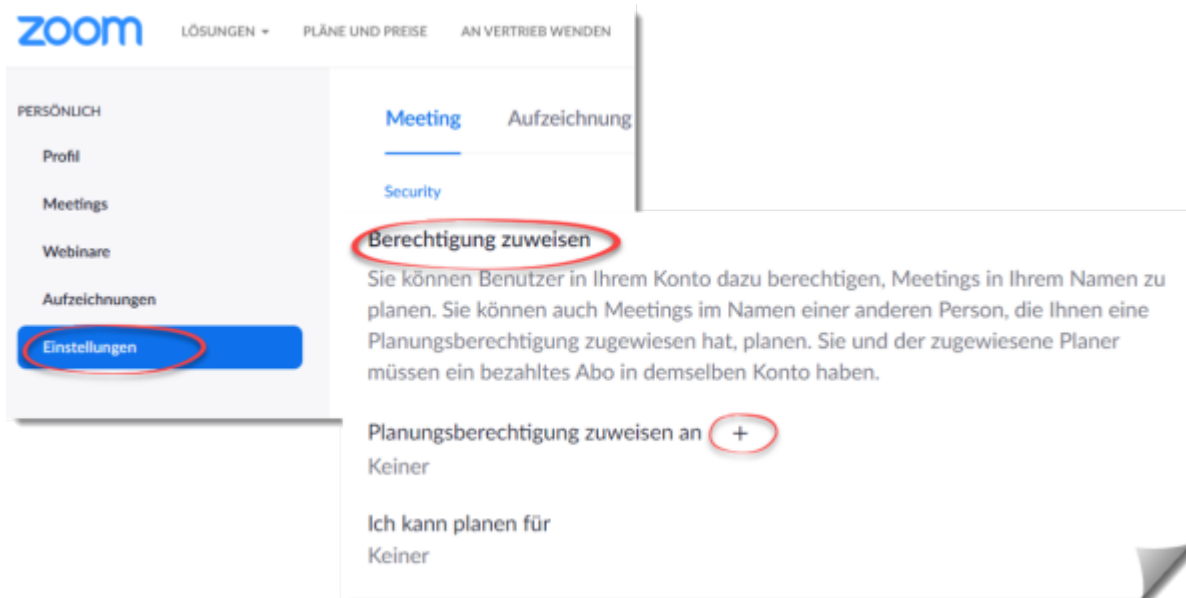 zoom LÖSUNGEN PLÄNE UND PREISE AN VERTRIEB WENDEN
PERSÖNLICH
Profil
Meetings
Webinare
Aufzeichnungen
Einstellungen
Meeting Aufzeichnung
Security
Berechtigung zuweisen
Sie können Benutzer in Ihrem Konto dazu berechtigen, Meetings in Ihrem Namen zu
planen. Sie können auch Meetings im Namen einer anderen Person, die Ihnen eine
Planungsberechtigung zugewiesen hat, planen. Sie und der zugewiesene Planer
müssen ein bezahltes Abo in demselben Konto haben.
Planungsberechtigung zuweisen an +
Keiner
Ich kann planen für
Keiner